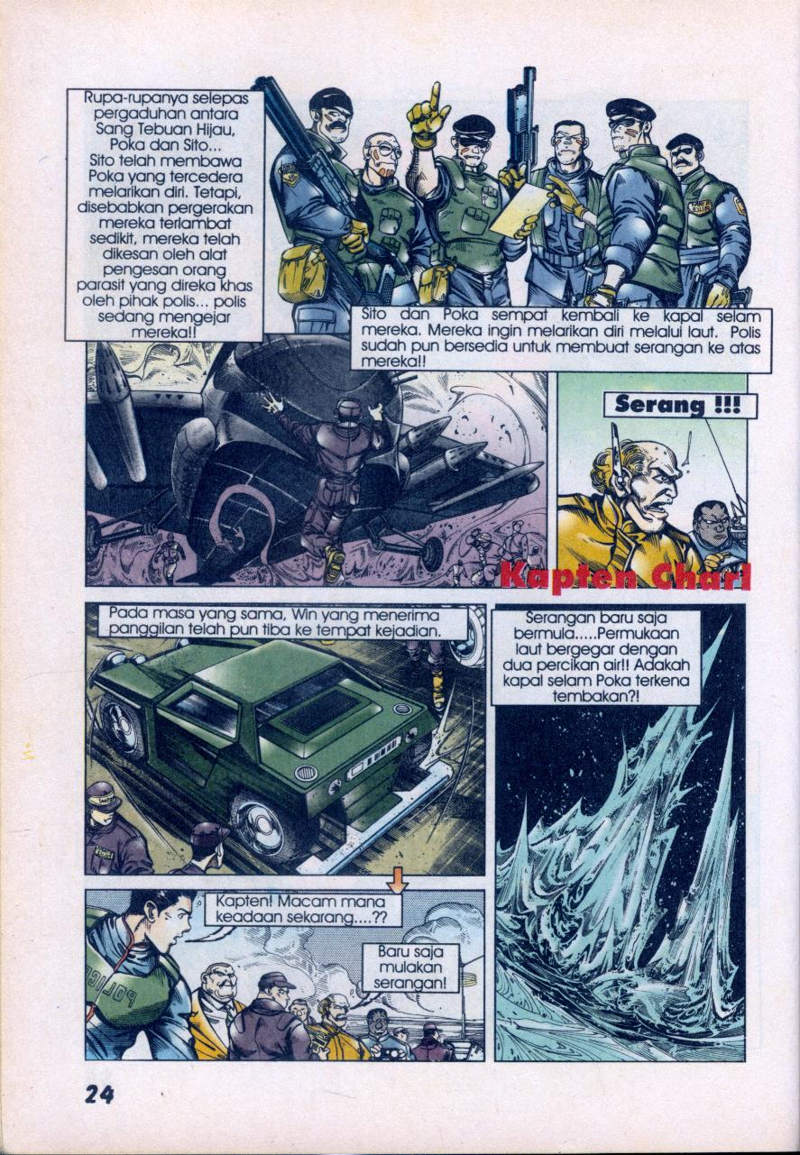 Rupa-rupanya selepas
pergaduhan antara
Sang Tebuan Hijau,
Poka dan Sito...
Sito telah membawa
Poka yang tercedera
melarikan diri. Tetapi,
disebabkan pergerakan
mereka terlambat
sedikit, mereka telah
dikesan oleh alat
pengesan orang
parasit yang direka khas
oleh pihak polis... polis
sedang mengejar
mereka!!
Sito dan Poka sempat kembali ke kapal selam
mereka. Mereka ingin melarikan diri melalui laut. Polis
sudah pun bersedia untuk membuat serangan ke atas
mereka!!
Serang !!!
Kapten Charl
Pada masa yang sama, Win yang menerima
panggilan telah pun tiba ke tempat kejadian.
Serangan baru saja
bermula.....Permukaan
laut bergegar dengan
dua percikan air!! Adakah
kapal selam Poka terkena
tembakan?!
Kapten! Macam mana
keadaan sekarang....??
Baru saja
mulakan
serangan!
24